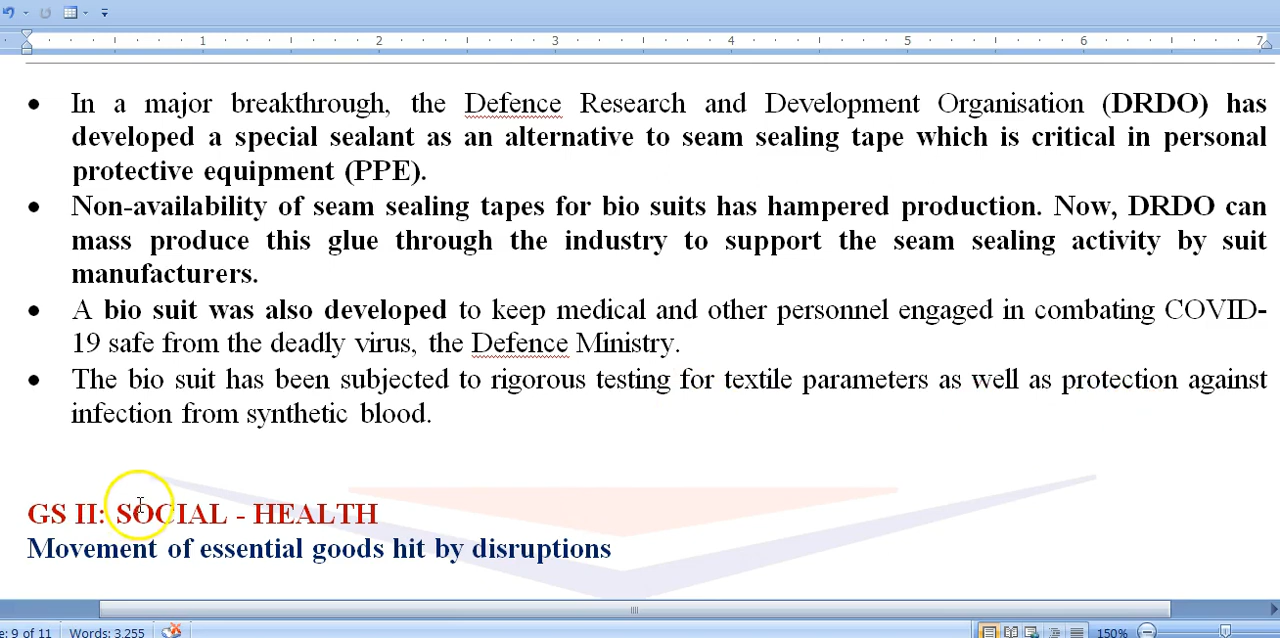 1 2 3 4 5 6 7
• In a major breakthrough, the Defence Research and Development Organisation (DRDO) has
developed a special sealant as an alternative to seam sealing tape which is critical in personal
protective equipment (PPE).
• Non-availability of seam sealing tapes for bio suits has hampered production. Now, DRDO can
mass produce this glue through the industry to support the seam sealing activity by suit
manufacturers.
• A bio suit was also developed to keep medical and other personnel engaged in combating COVID-
19 safe from the deadly virus, the Defence Ministry.
• The bio suit has been subjected to rigorous testing for textile parameters as well as protection against
infection from synthetic blood.
GS II: SOCIAL - HEALTH
Movement of essential goods hit by disruptions
e: 9 of 11 Words: 3,255 150%